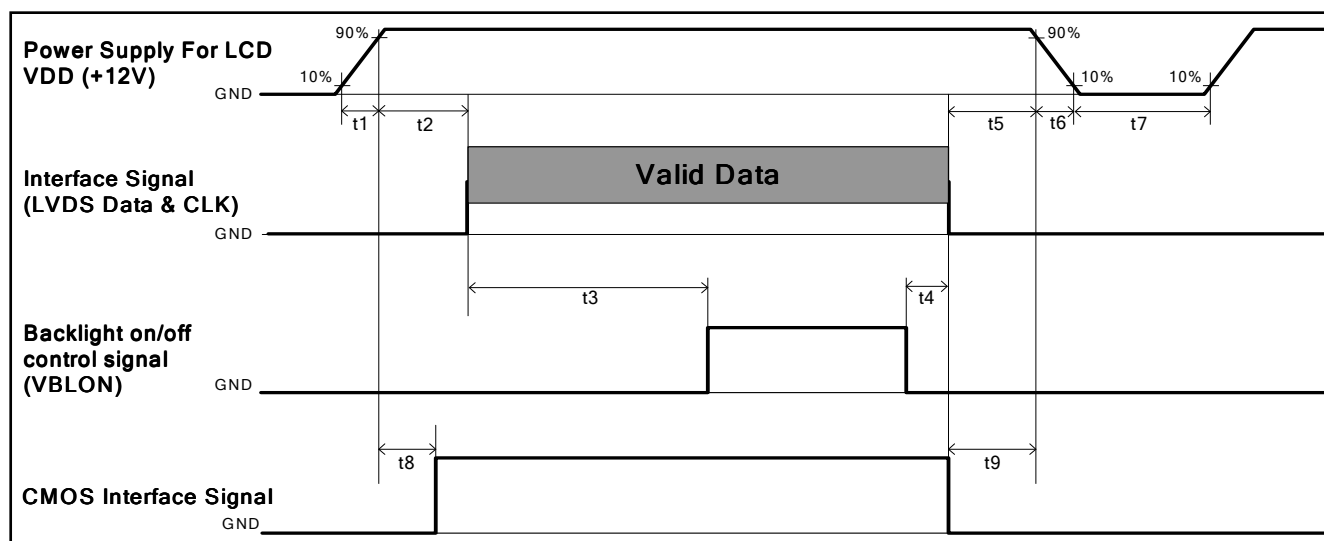 Power Supply For LCD
VDD (+12V)
90%
90%
10%
10%
10%
GND
t1
t2
t5
t6
t7
Valid Data
Interface Signal
(LVDS Data & CLK)
GND
t3
t4
Backlight on/off
control signal
(VBLON)
GND
t8
t9
CMOS Interface Signal
GND